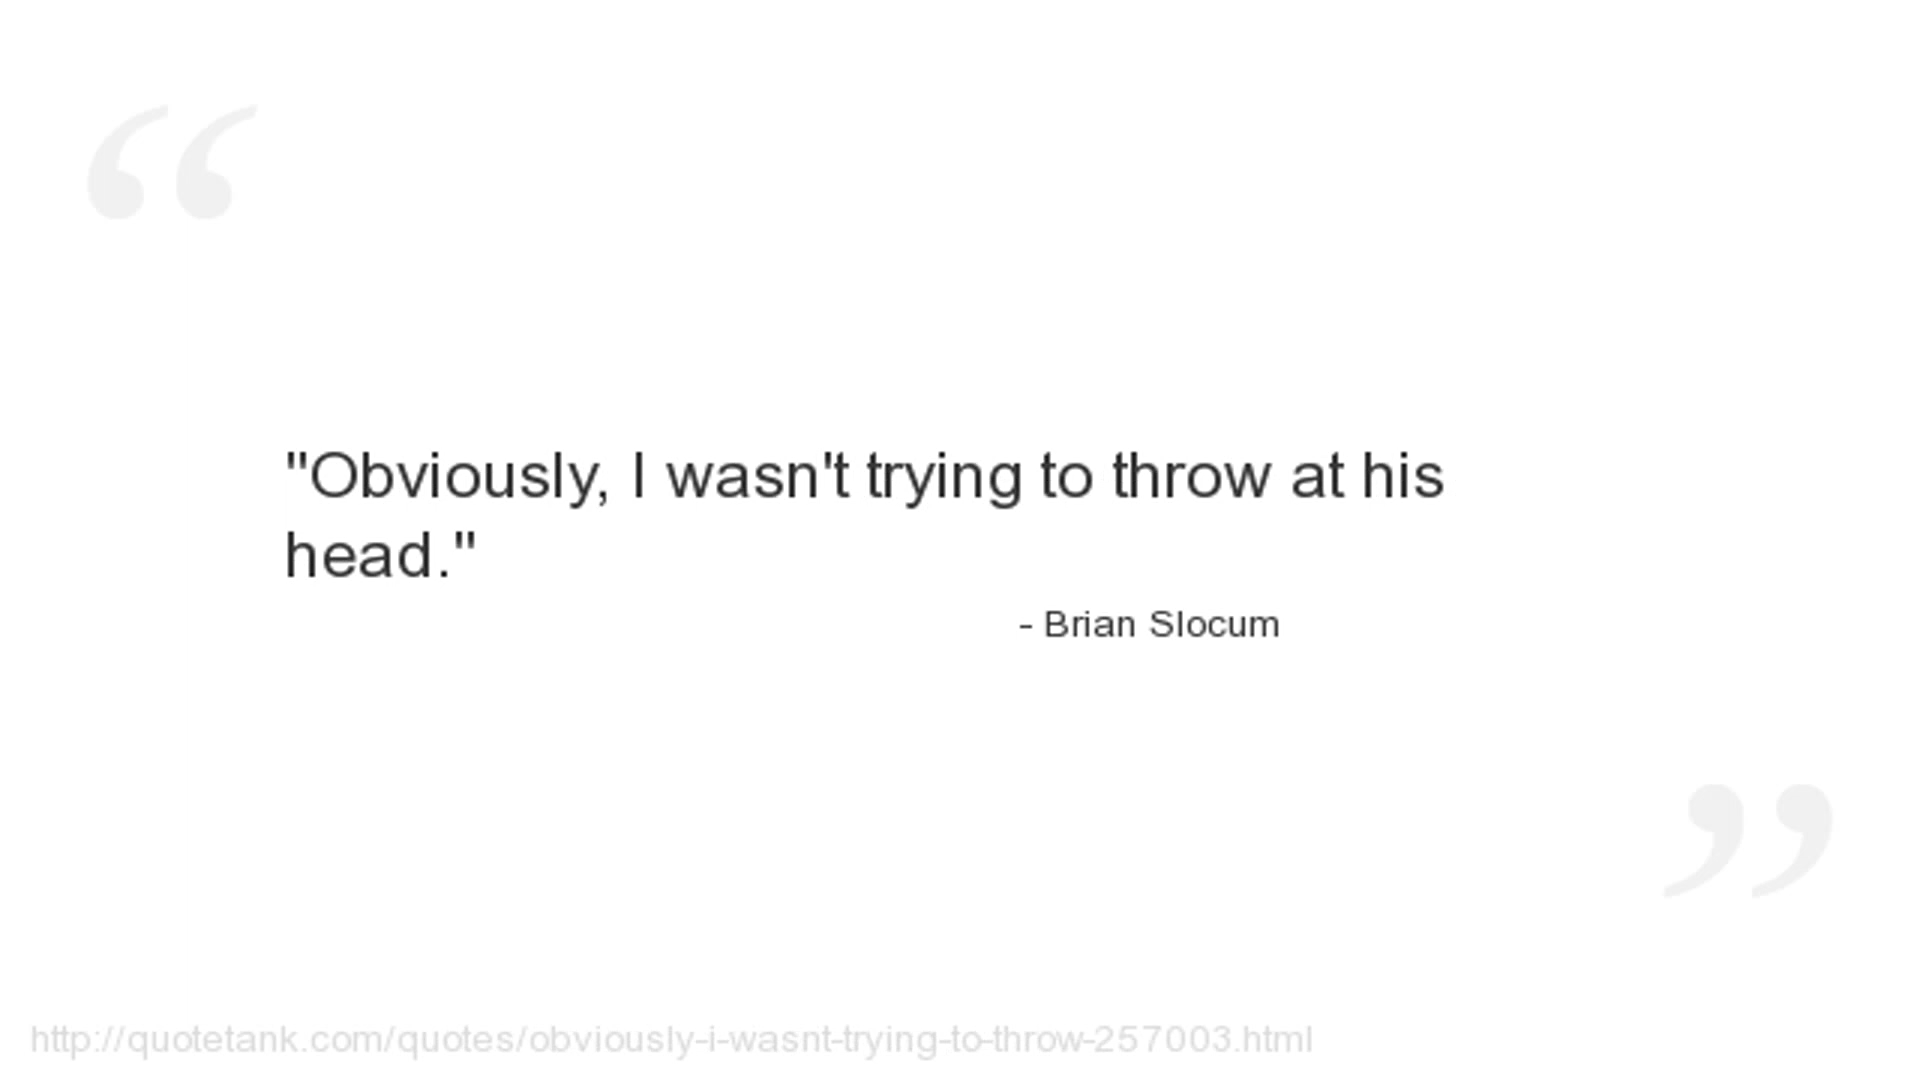 "Obviously, I wasn't trying to throw at his
head."
- Brian Slocum
http://quotetank.com/quotes/obviously-i-wasnt-trying-to-throw-257003.html